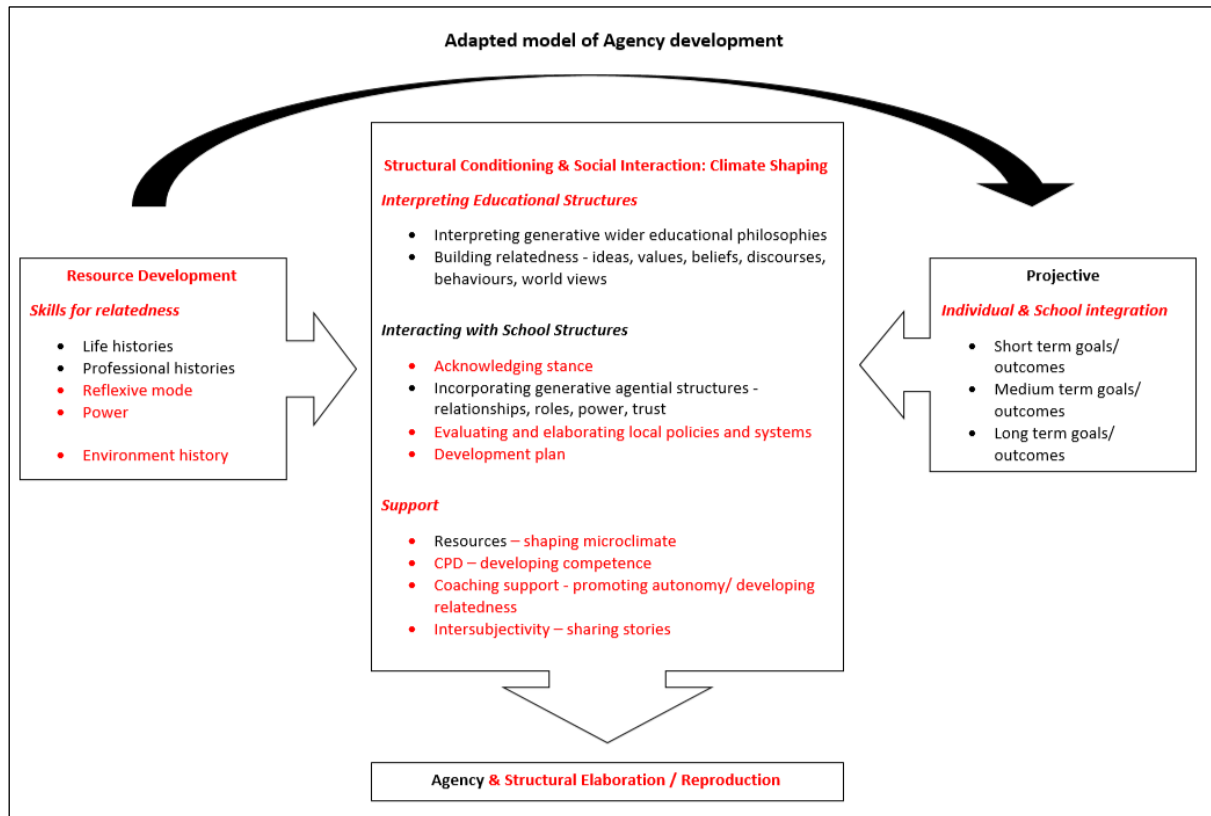 Adapted model of Agency development
Resource Development
Skills for relatedness
• Life histories
• Professional histories
• Reflexive mode
• Power
• Environment history
Structural Conditioning & Social Interaction: Climate Shaping
Interpreting Educational Structures
• Interpreting generative wider educational philosophies
• Building relatedness - ideas, values, beliefs, discourses,
behaviours, world views
Interacting with School Structures
• Acknowledging stance
• Incorporating generative agential structures -
relationships, roles, power, trust
• Evaluating and elaborating local policies and systems
• Development plan
Support
• Resources – shaping microclimate
• CPD – developing competence
• Coaching support - promoting autonomy/ developing
relatedness
• Intersubjectivity – sharing stories
Projective
Individual & School integration
• Short term goals/
outcomes
• Medium term goals/
outcomes
• Long term goals/
outcomes
Agency & Structural Elaboration / Reproduction